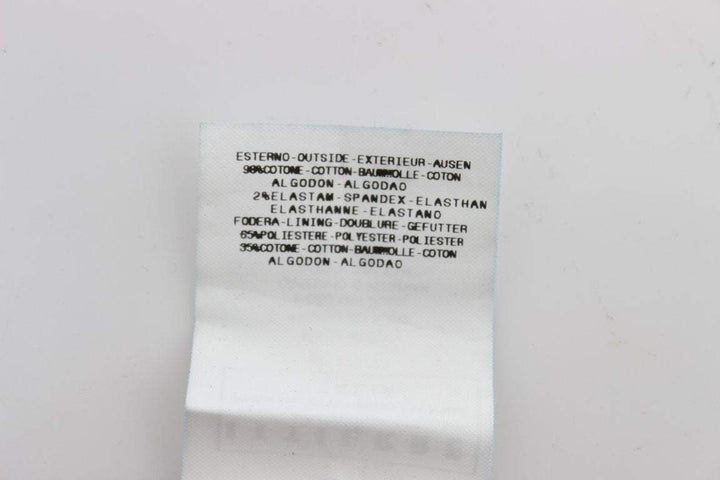 ESTERNO-OUTSIDE-EXTERIEUR-AUSEN
98%COTONE-COTTON-BAUMWOLLE-COTON
ALGODON-ALGODAO
2%ELASTAM-SPANDEX-ELASTHAN
ELASTHANNE-ELASTANO
FODERA-LINING-DOUBLURE-GEFUTTER
65%POLIESTERE-POLYESTER-POLIESTER
35%COTONE-COTTON-BAUMWOLLE-COTON
ALGODON-ALGODAO